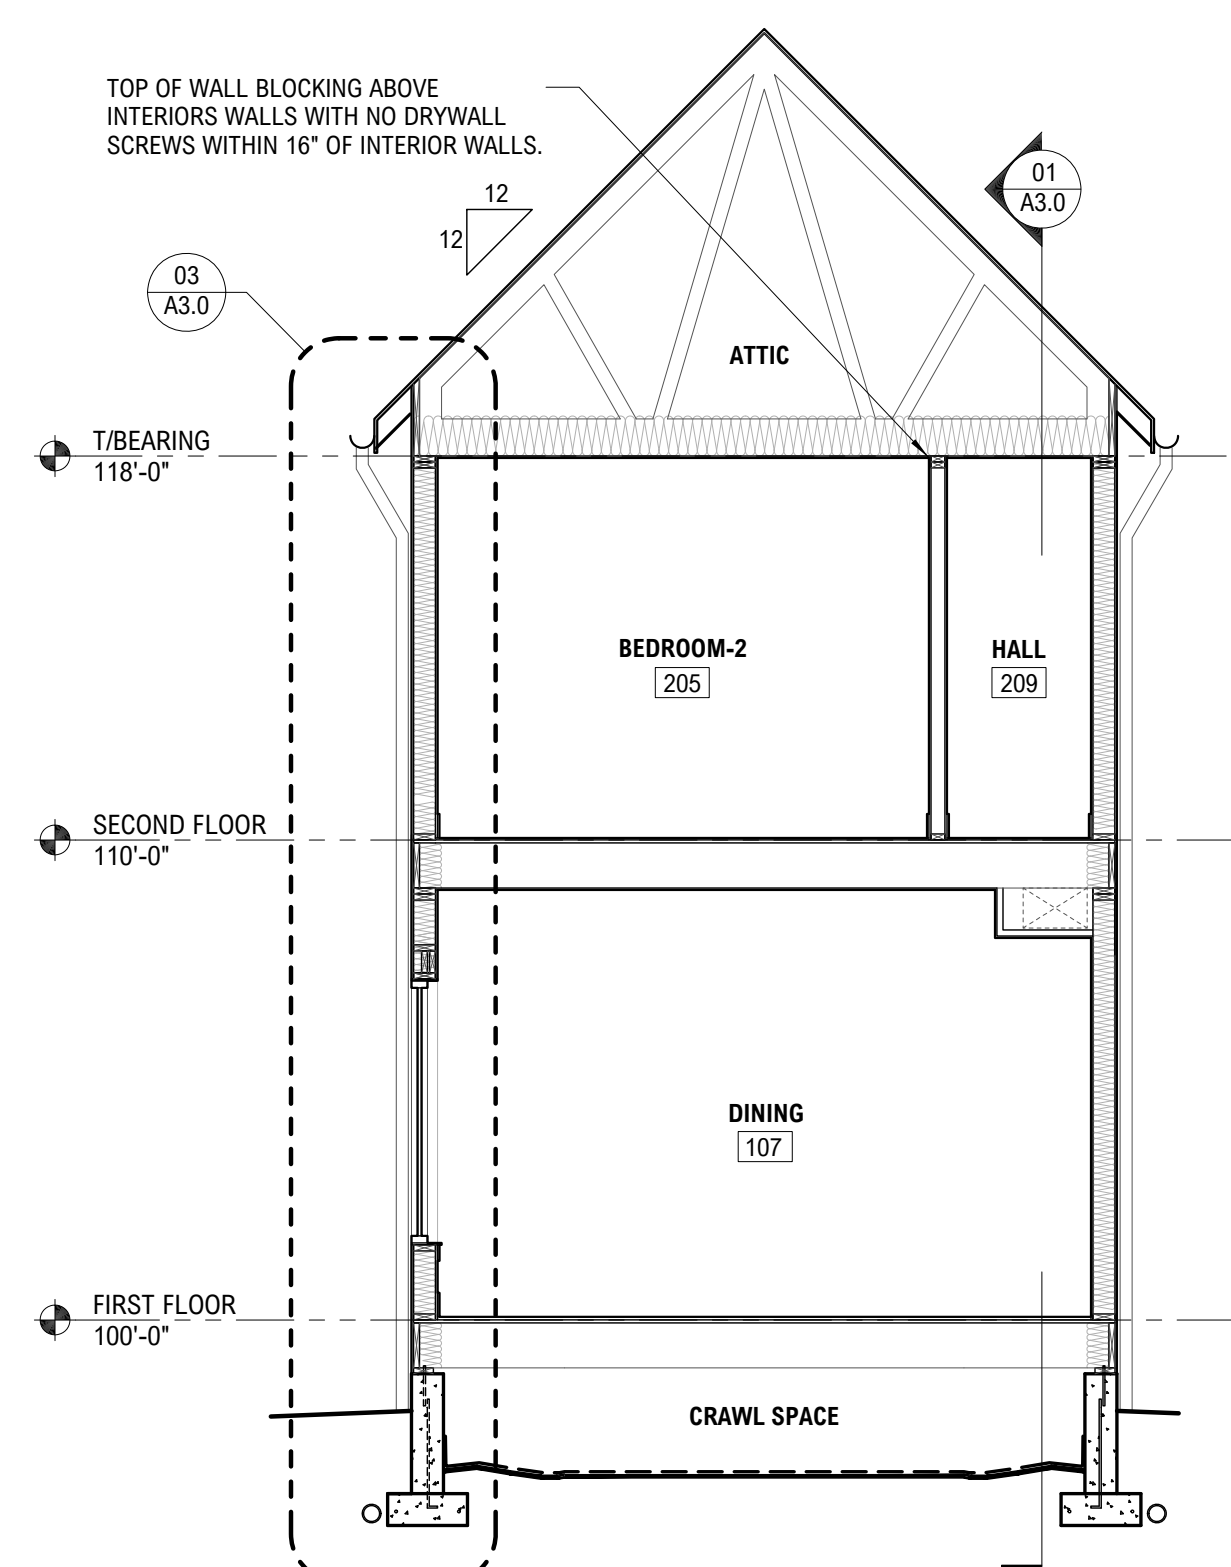 TOP OF WALL BLOCKING ABOVE
INTERIORS WALLS WITH NO DRYWALL
SCREWS WITHIN 16" OF INTERIOR WALLS.
12
12
01
A3.0
03
A3.0
ATTIC
T/BEARING
118'-0"
BEDROOM-2
205
HALL
209
SECOND FLOOR
110'-0"
DINING
107
FIRST FLOOR
100'-0"
CRAWL SPACE